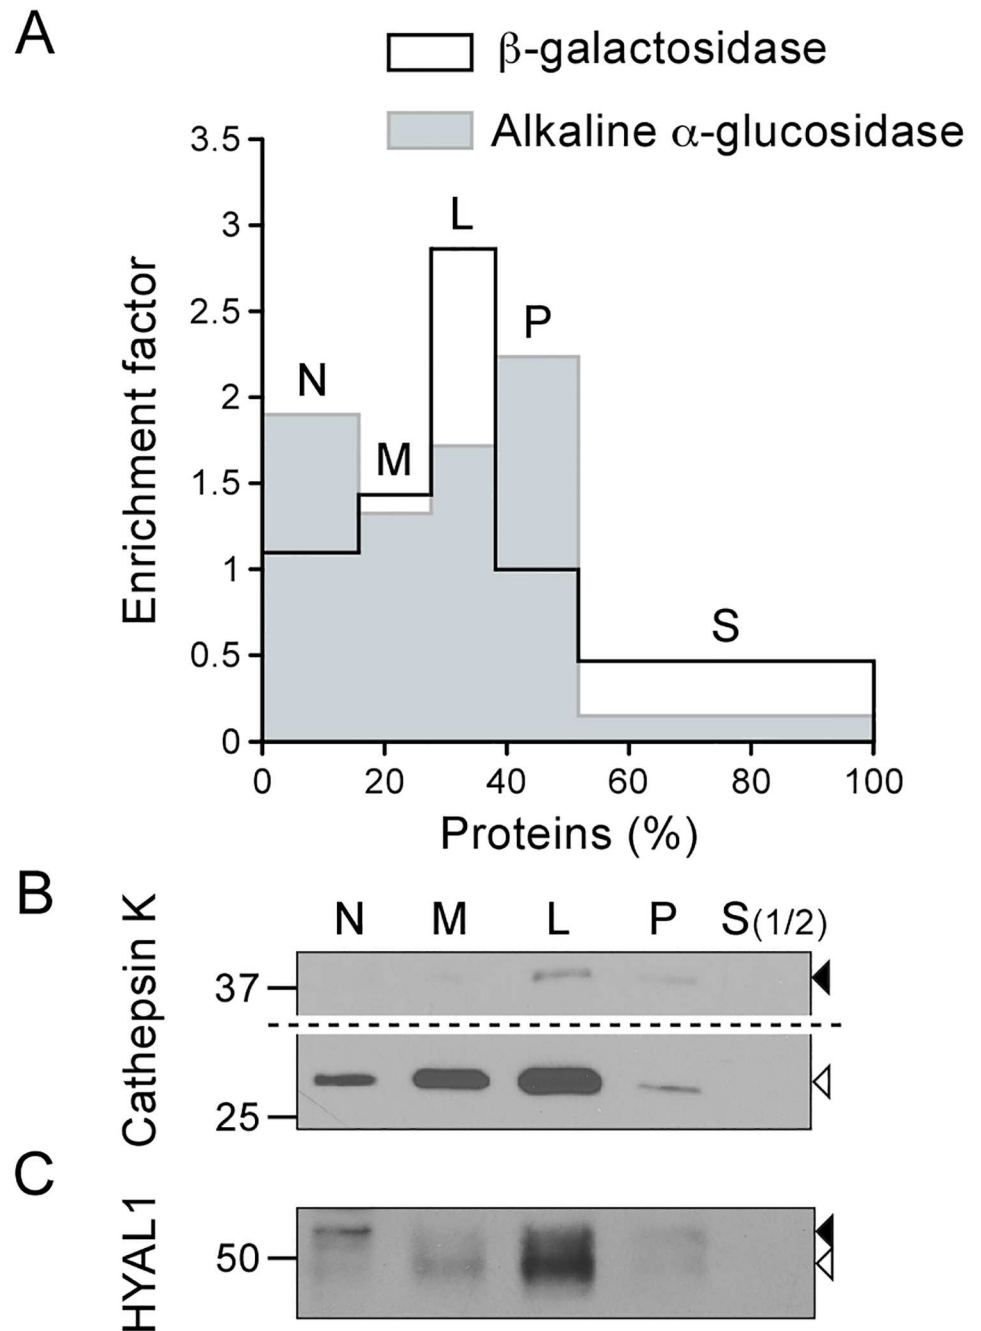 A
β-galactosidase
Alkaline α-glucosidase
Enrichment factor
3.5
3
2.5
2
1.5
1
0.5
0
N
M
L
P
S
0 20 40 60 80 100
Proteins (%)
B
Cathepsin K
N M L P S(1/2)
37
25
C
HYAL1
50